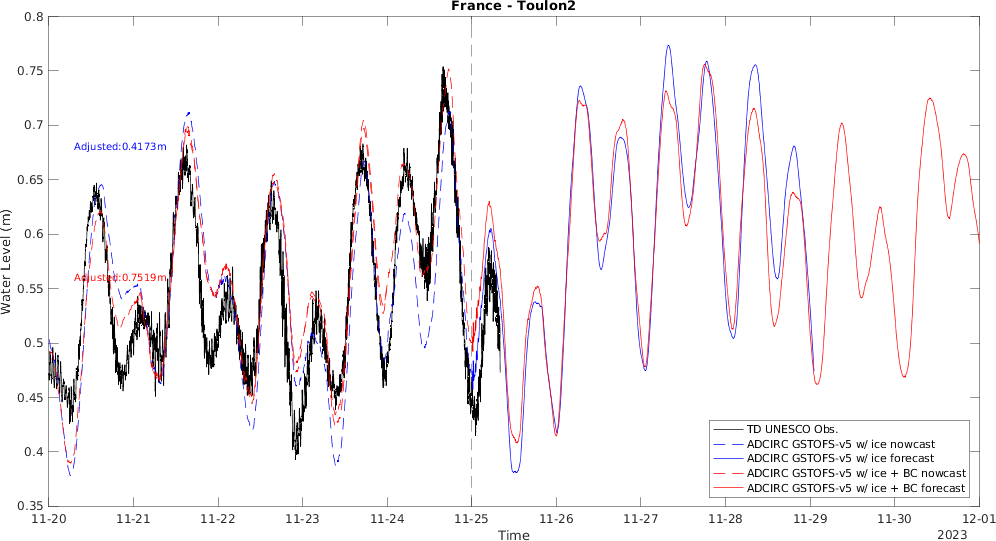 France - Toulon2
0.8
0.75
0.7
0.65
0.6
0.55
0.5
0.45
0.4
0.35
Water Level (m)
Adjusted:0.4173m
Adjusted:0.7519m
TD UNESCO Obs.
ADCIRC GSTOFS-v5 w/ ice nowcast
ADCIRC GSTOFS-v5 w/ ice forecast
ADCIRC GSTOFS-v5 w/ ice + BC nowcast
ADCIRC GSTOFS-v5 w/ ice + BC forecast
11-20 11-21 11-22 11-23 11-24 11-25 11-26 11-27 11-28 11-29 11-30 12-01
Time
2023